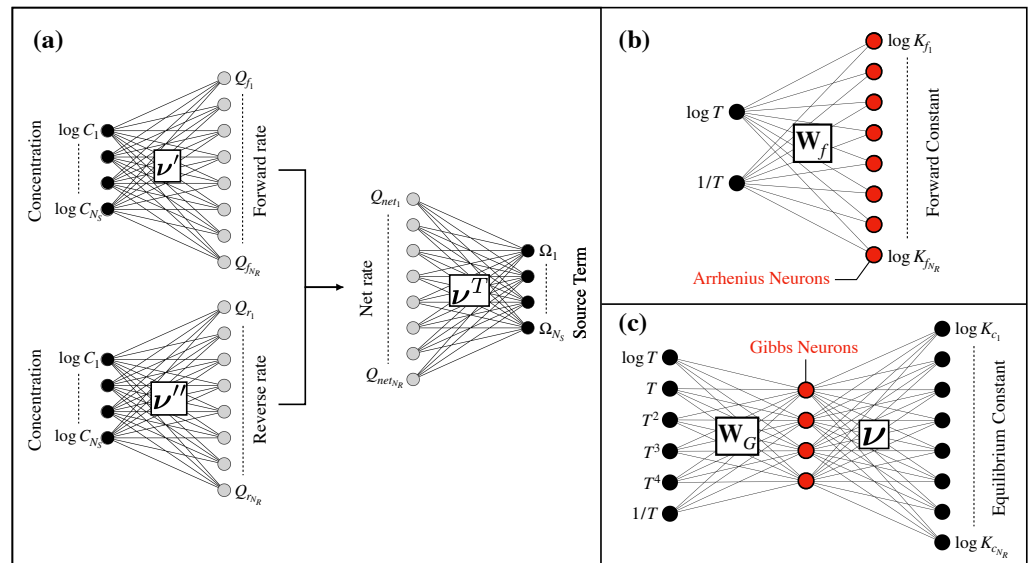 (a)
Concentration
log C_1
log C_{N_S}
ν′
Q_{f_1}
Q_{f_{N_R}}
Forward rate
Concentration
log C_1
log C_{N_S}
ν″
Q_{r_1}
Q_{r_{N_R}}
Reverse rate
Net rate
Q_{net_1}
Q_{net_{N_R}}
ν^T
Ω_1
Ω_{N_S}
Source Term
(b)
log T
1/T
W_f
log K_{f_1}
log K_{f_{N_R}}
Forward Constant
Arrhenius Neurons
(c)
log T
T
T^2
T^3
T^4
1/T
W_G
Gibbs Neurons
ν
log K_{c_1}
log K_{c_{N_R}}
Equilibrium Constant